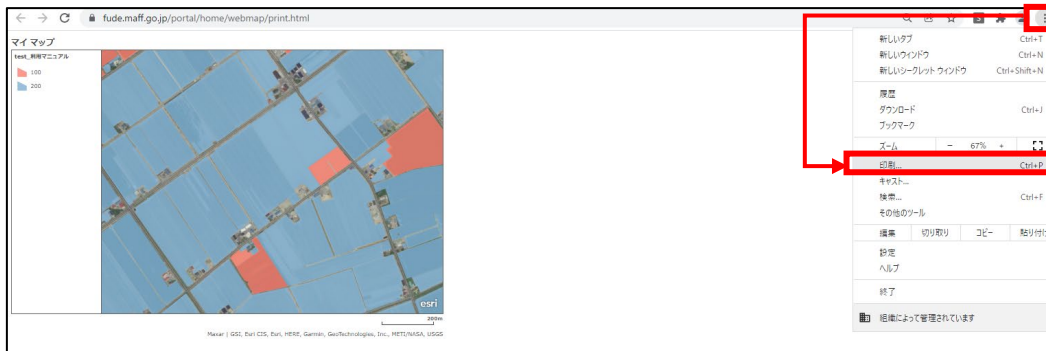 fude.maff.go.jp/portal/home/webmap/print.html
マイ マップ
test_利用マニュアル
100
200
esri
200m
Maxar | GSI, Esri CIS, Esri, HERE, Garmin, GeoTechnologies, Inc., METI/NASA, USGS
新しいタブ Ctrl+T
新しいウィンドウ Ctrl+N
新しいシークレット ウィンドウ Ctrl+Shift+N
履歴
ダウンロード Ctrl+J
ブックマーク
ズーム － 67% ＋
印刷... Ctrl+P
キャスト...
検索... Ctrl+F
その他のツール
編集 切り取り コピー 貼り付け
設定
ヘルプ
終了
組織によって管理されています